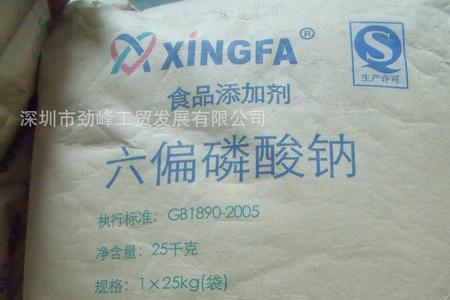 XINGFA®
生产许可
食品添加剂
深圳市劲峰工贸发展有限公司
六偏磷酸钠
执行标准：GB1890-2005
净含量：25千克
规格：1×25kg(袋)